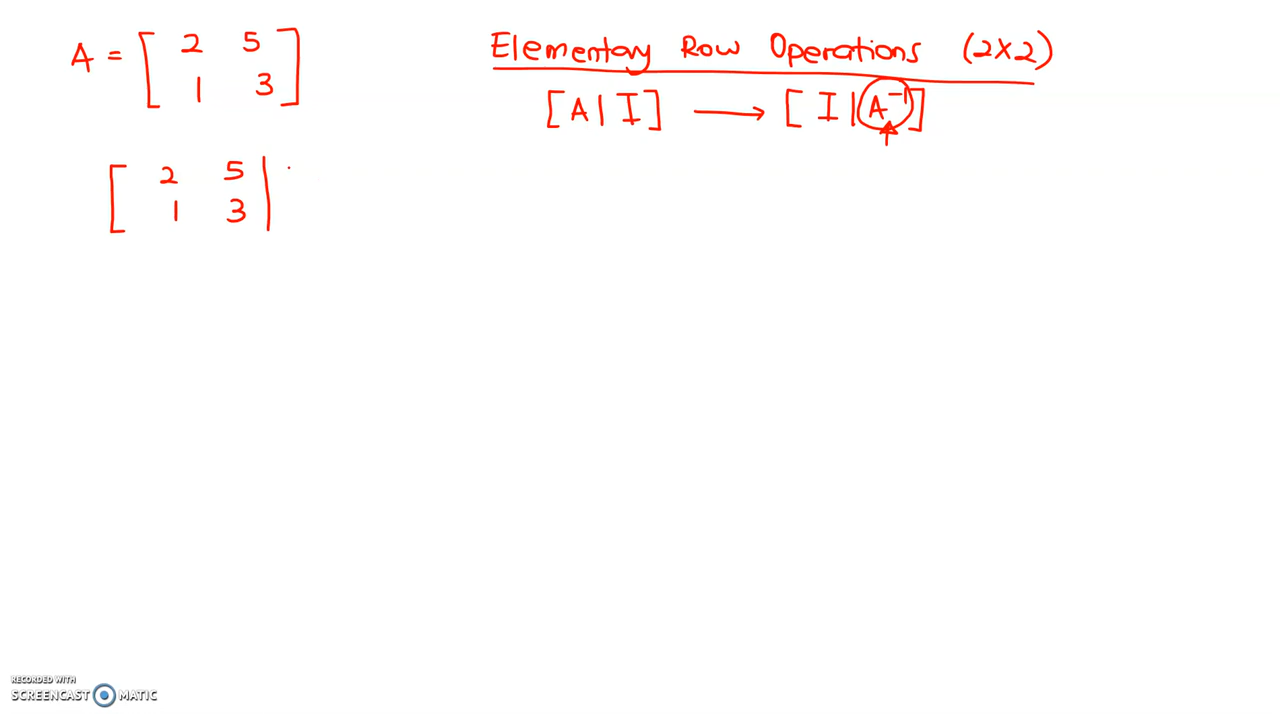 A = [ 2 5
1 3 ]
Elementary Row Operations (2x2)
[A | I] ⟶ [ I | A⁻¹ ]
[ 2 5 |
1 3 |
RECORDED WITH
SCREENCAST MATIC